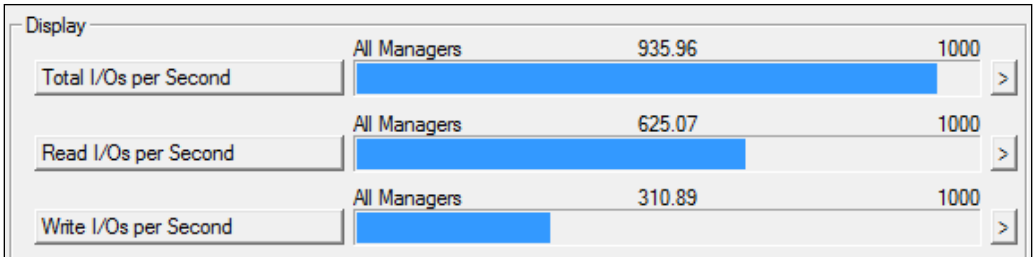 Display
All Managers 935.96 1000
Total I/Os per Second >
All Managers 625.07 1000
Read I/Os per Second >
All Managers 310.89 1000
Write I/Os per Second >